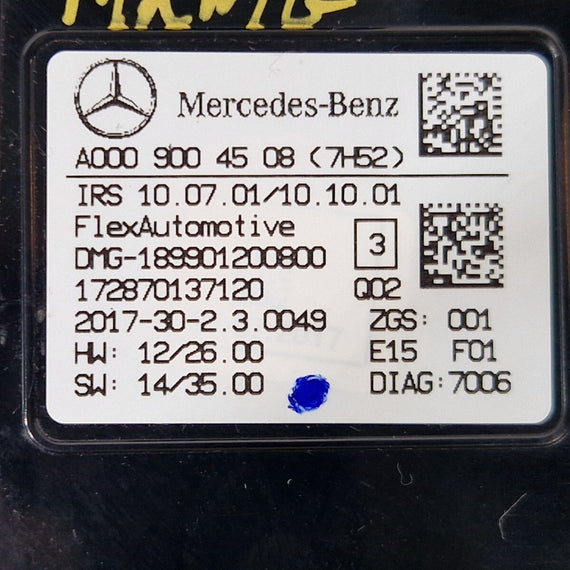 Mercedes-Benz
A000 900 45 08 (7H52)
IRS 10.07.01/10.10.01
FlexAutomotive
DMG-189901200800 3
172870137120 Q02
2017-30-2.3.0049 ZGS: 001
HW: 12/26.00 E15 F01
SW: 14/35.00 DIAG:7006